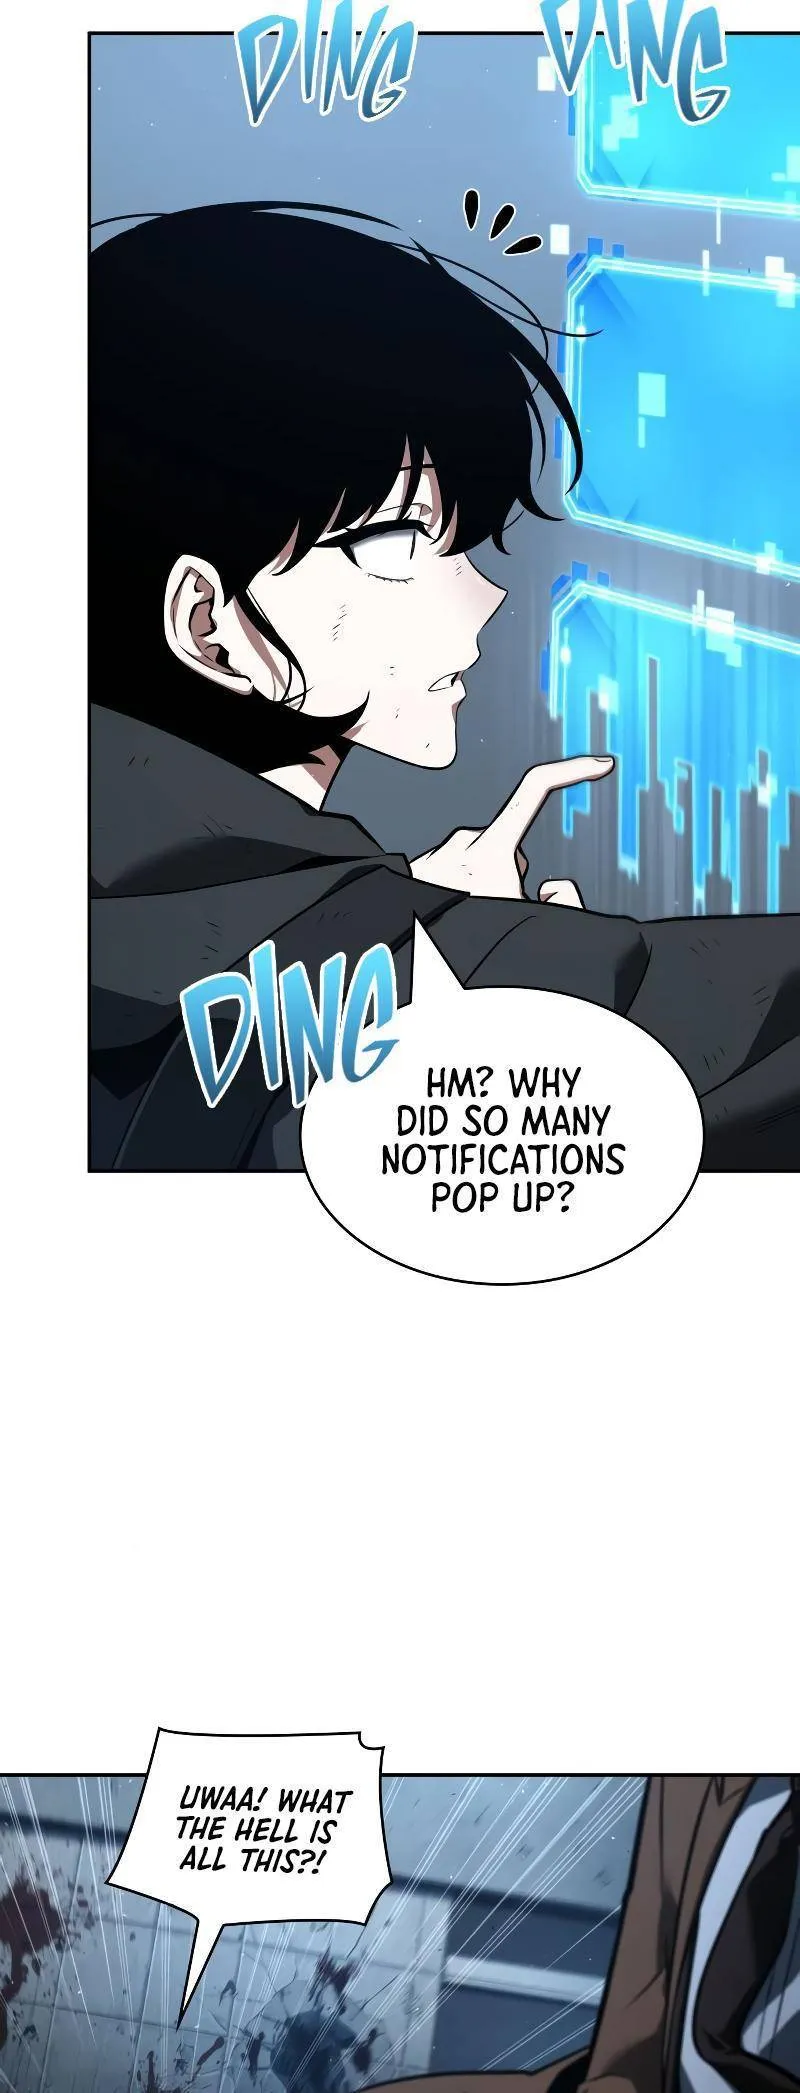 DING
DING
DING
HM? WHY
DID SO MANY
NOTIFICATIONS
POP UP?
UWAA! WHAT
THE HELL IS
ALL THIS?!